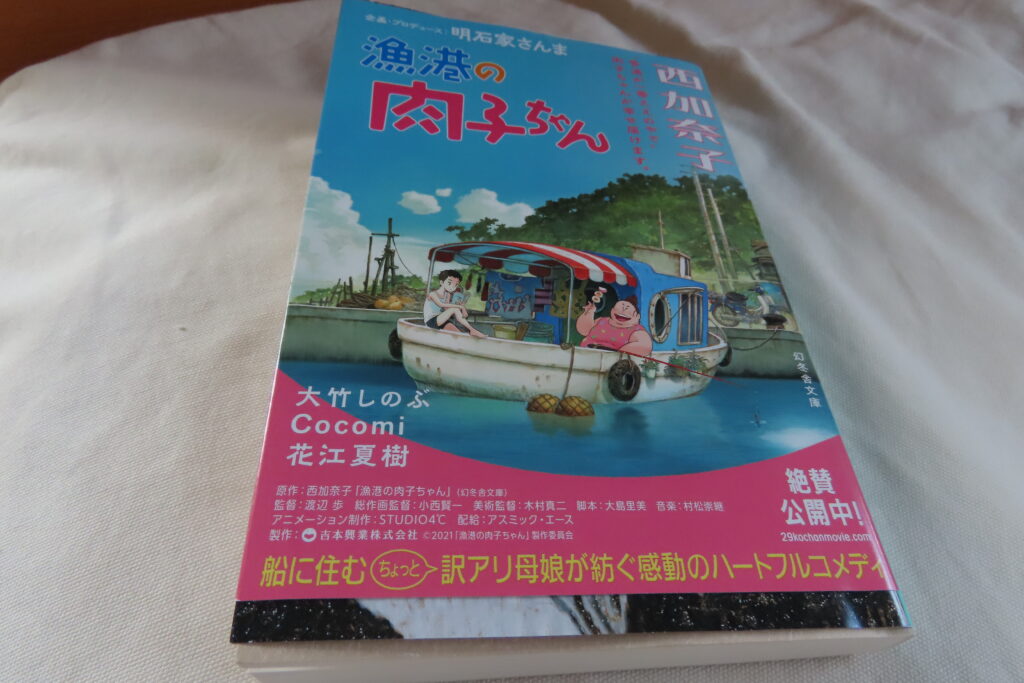 企画・プロデュース：明石家さんま
漁港の
肉子ちゃん
西加奈子
幻冬舎文庫
大竹しのぶ
Cocomi
花江夏樹
絶賛
公開中！
29kochanmovie.com
原作：西加奈子「漁港の肉子ちゃん」（幻冬舎文庫）
監督：渡辺 歩　総作画監督：小西賢一　美術監督：木村真二　脚本：大島里美　音楽：村松崇継
アニメーション制作：STUDIO4℃　配給：アスミック・エース
製作：吉本興業株式会社　©2021「漁港の肉子ちゃん」製作委員会
船に住むちょっと訳アリ母娘が紡ぐ感動のハートフルコメディ